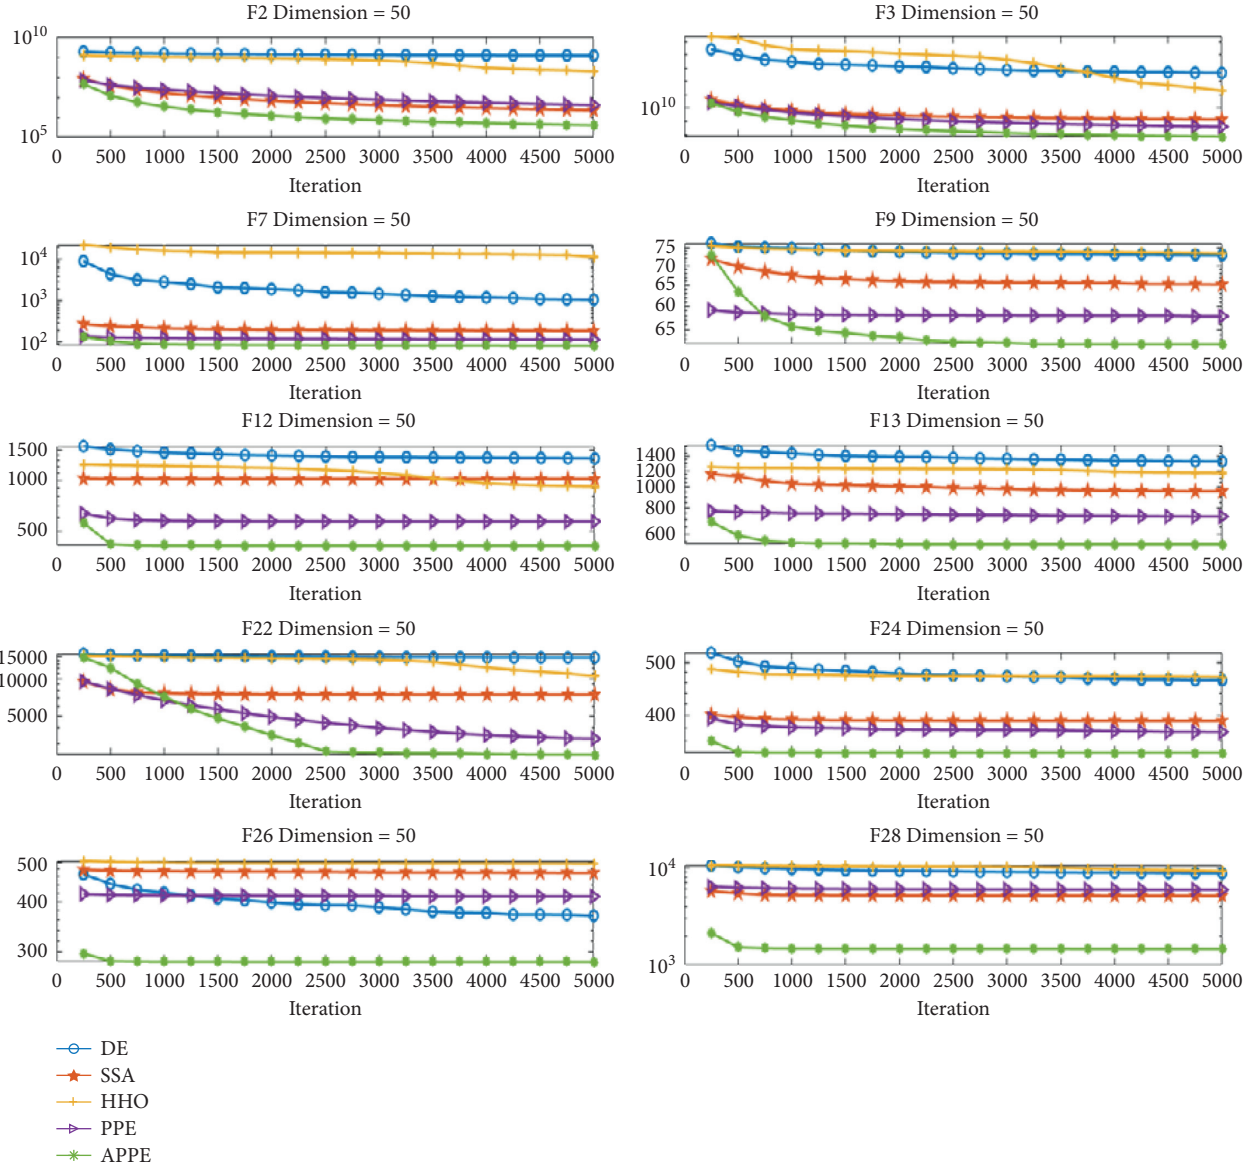 F2 Dimension = 50
10^10
10^5
0 500 1000 1500 2000 2500 3000 3500 4000 4500 5000
Iteration
F3 Dimension = 50
10^10
0 500 1000 1500 2000 2500 3000 3500 4000 4500 5000
Iteration
F7 Dimension = 50
10^4
10^3
10^2
0 500 1000 1500 2000 2500 3000 3500 4000 4500 5000
Iteration
F9 Dimension = 50
75
70
65
60
65
0 500 1000 1500 2000 2500 3000 3500 4000 4500 5000
Iteration
F12 Dimension = 50
1500
1000
500
0 500 1000 1500 2000 2500 3000 3500 4000 4500 5000
Iteration
F13 Dimension = 50
1400
1200
1000
800
600
0 500 1000 1500 2000 2500 3000 3500 4000 4500 5000
Iteration
F22 Dimension = 50
15000
10000
5000
0 500 1000 1500 2000 2500 3000 3500 4000 4500 5000
Iteration
F24 Dimension = 50
500
400
0 500 1000 1500 2000 2500 3000 3500 4000 4500 5000
Iteration
F26 Dimension = 50
500
400
300
0 500 1000 1500 2000 2500 3000 3500 4000 4500 5000
Iteration
F28 Dimension = 50
10^4
10^3
0 500 1000 1500 2000 2500 3000 3500 4000 4500 5000
Iteration
DE
SSA
HHO
PPE
APPE